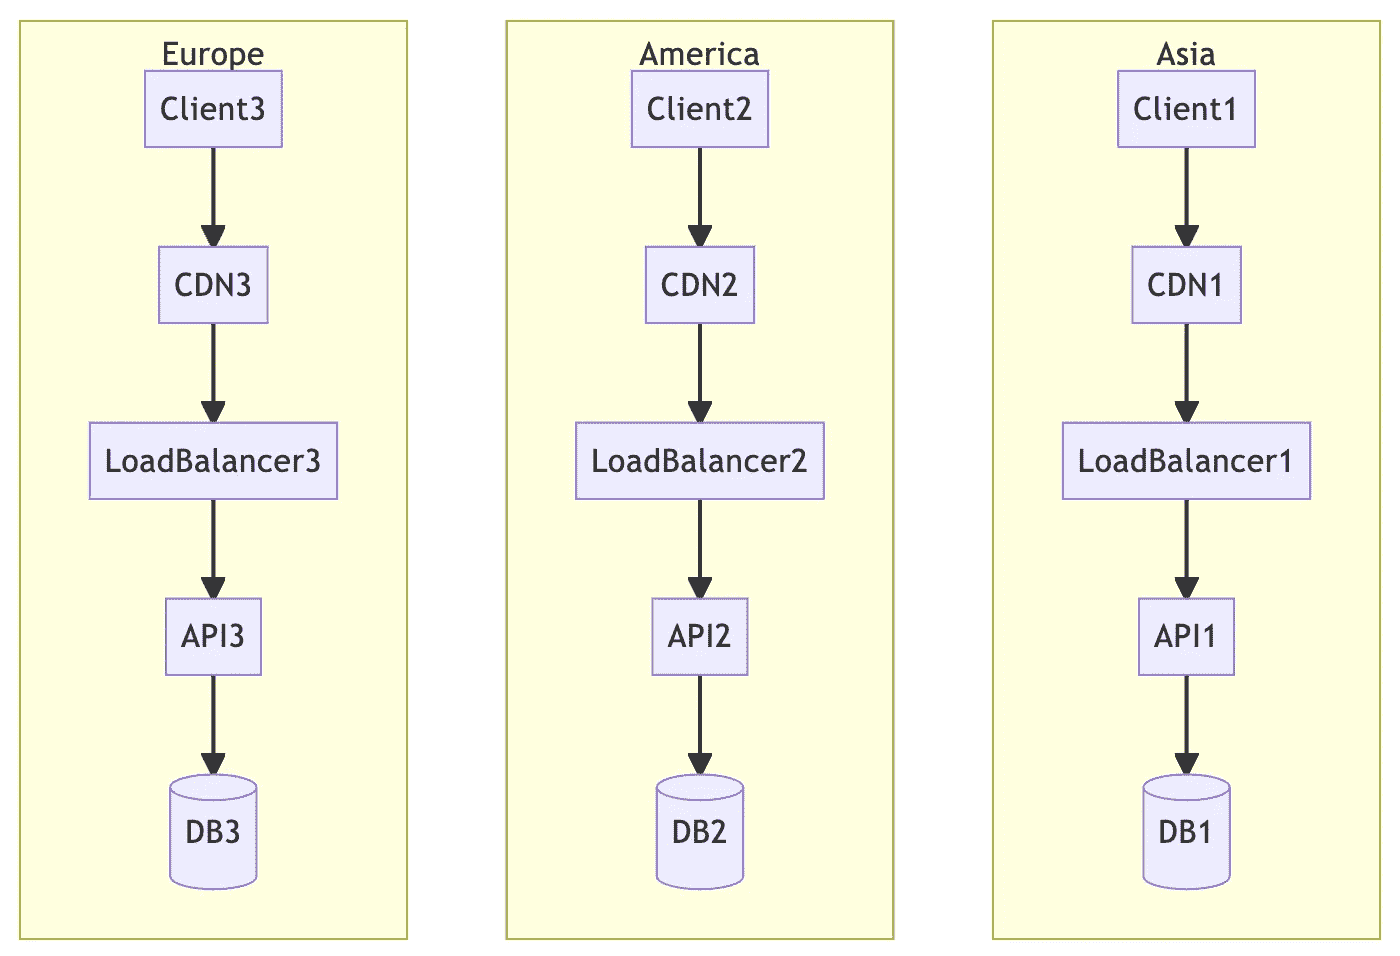 Europe
Client3
CDN3
LoadBalancer3
API3
DB3
America
Client2
CDN2
LoadBalancer2
API2
DB2
Asia
Client1
CDN1
LoadBalancer1
API1
DB1